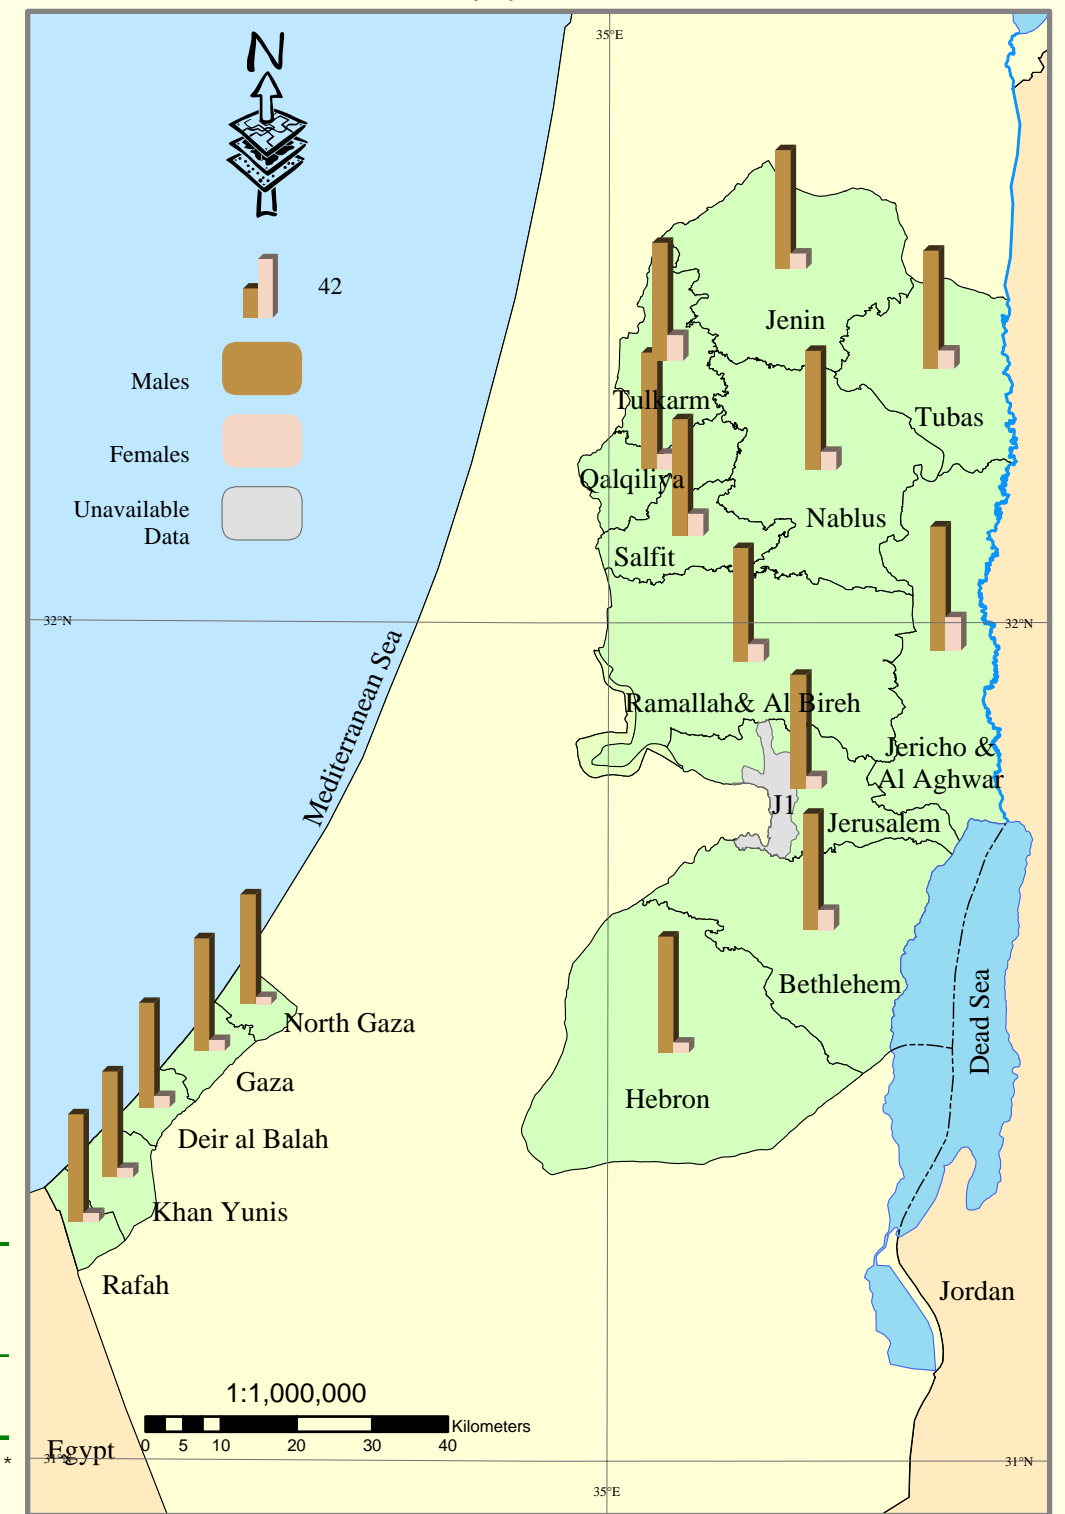 35°E
N
42
Males
Females
Unavailable
Data
Jenin
Tulkarm
Tubas
Qalqiliya
Nablus
Salfit
32°N
32°N
Mediterranean Sea
Ramallah& Al Bireh
Jericho &
Al Aghwar
J1
Jerusalem
Bethlehem
Dead Sea
North Gaza
Gaza
Hebron
Deir al Balah
Khan Yunis
Rafah
Jordan
1:1,000,000
Kilometers
0 5 10 20 30 40
Egypt
31°N
31°N
*
35°E